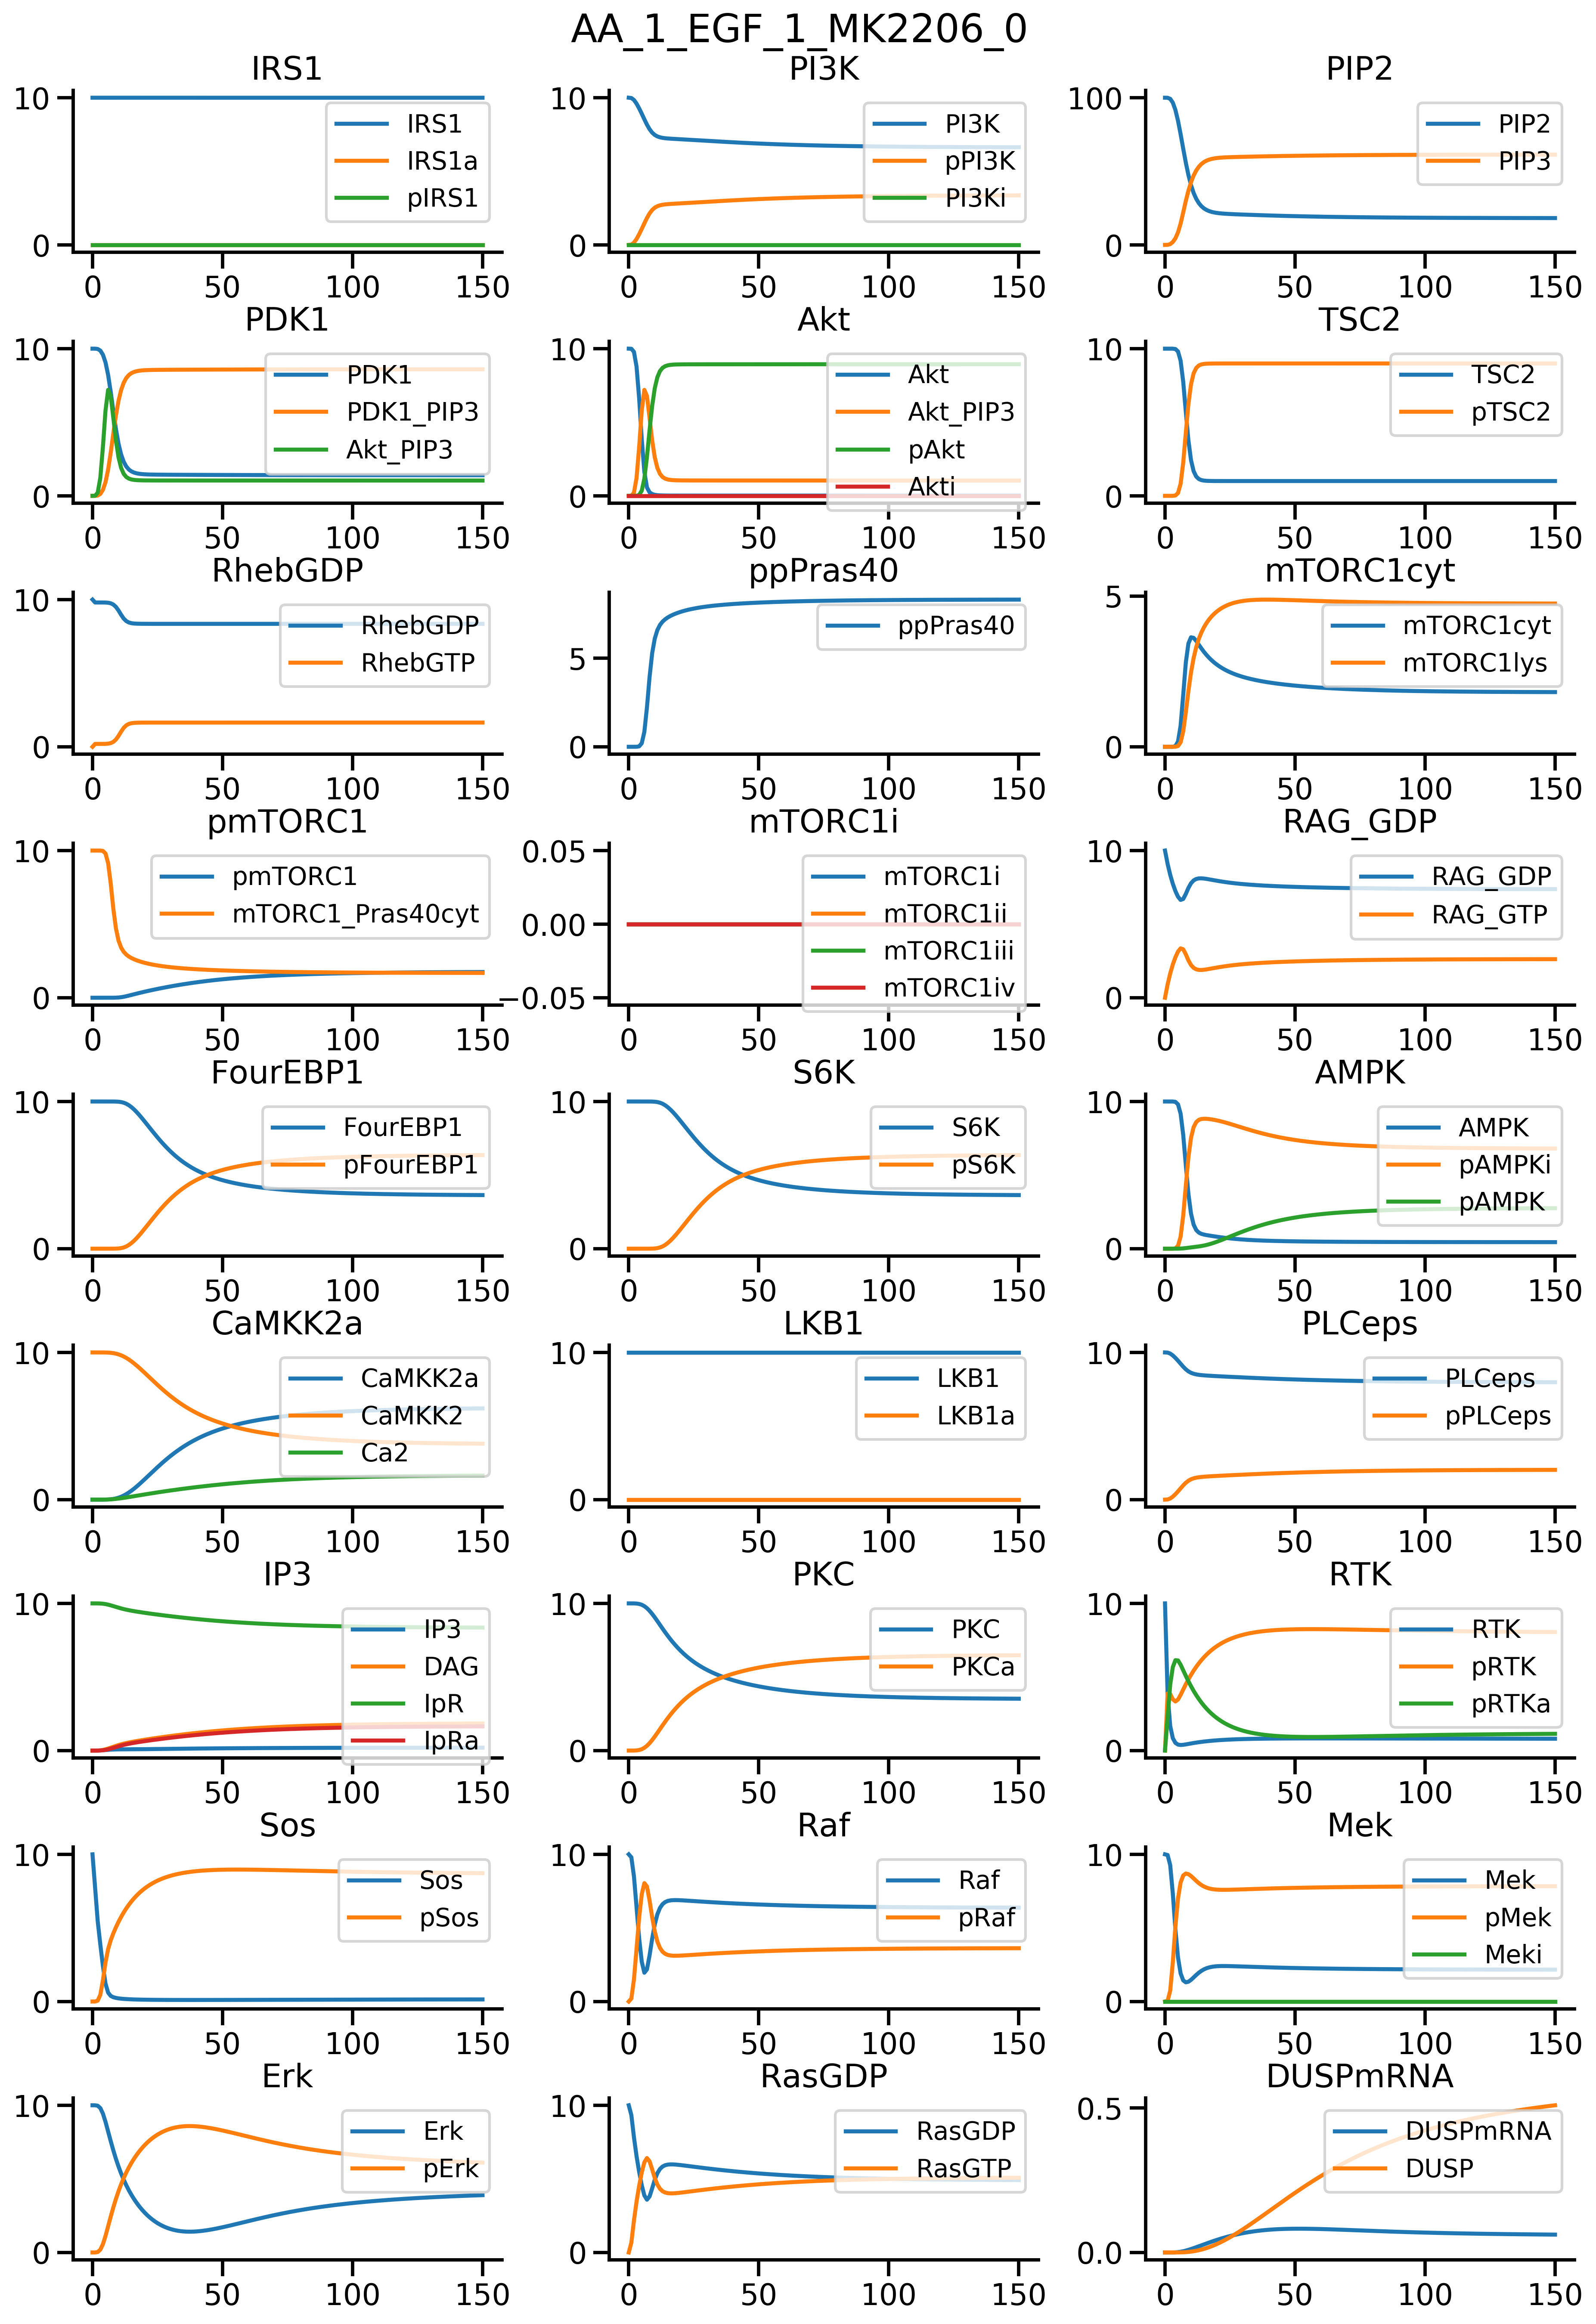 AA_1_EGF_1_MK2206_0
IRS1
10
0
0 50 100 150
IRS1
IRS1a
pIRS1
PI3K
10
0
0 50 100 150
PI3K
pPI3K
PI3Ki
PIP2
100
0
0 50 100 150
PIP2
PIP3
PDK1
10
0
0 50 100 150
PDK1
PDK1_PIP3
Akt_PIP3
Akt
10
0
0 50 100 150
Akt
Akt_PIP3
pAkt
Akti
TSC2
10
0
0 50 100 150
TSC2
pTSC2
RhebGDP
10
0
0 50 100 150
RhebGDP
RhebGTP
ppPras40
5
0
0 50 100 150
ppPras40
mTORC1cyt
5
0
0 50 100 150
mTORC1cyt
mTORC1lys
pmTORC1
10
0
0 50 100 150
pmTORC1
mTORC1_Pras40cyt
mTORC1i
0.05
0.00
−0.05
0 50 100 150
mTORC1i
mTORC1ii
mTORC1iii
mTORC1iv
RAG_GDP
10
0
0 50 100 150
RAG_GDP
RAG_GTP
FourEBP1
10
0
0 50 100 150
FourEBP1
pFourEBP1
S6K
10
0
0 50 100 150
S6K
pS6K
AMPK
10
0
0 50 100 150
AMPK
pAMPKi
pAMPK
CaMKK2a
10
0
0 50 100 150
CaMKK2a
CaMKK2
Ca2
LKB1
10
0
0 50 100 150
LKB1
LKB1a
PLCeps
10
0
0 50 100 150
PLCeps
pPLCeps
IP3
10
0
0 50 100 150
IP3
DAG
IpR
IpRa
PKC
10
0
0 50 100 150
PKC
PKCa
RTK
10
0
0 50 100 150
RTK
pRTK
pRTKa
Sos
10
0
0 50 100 150
Sos
pSos
Raf
10
0
0 50 100 150
Raf
pRaf
Mek
10
0
0 50 100 150
Mek
pMek
Meki
Erk
10
0
0 50 100 150
Erk
pErk
RasGDP
10
0
0 50 100 150
RasGDP
RasGTP
DUSPmRNA
0.5
0.0
0 50 100 150
DUSPmRNA
DUSP